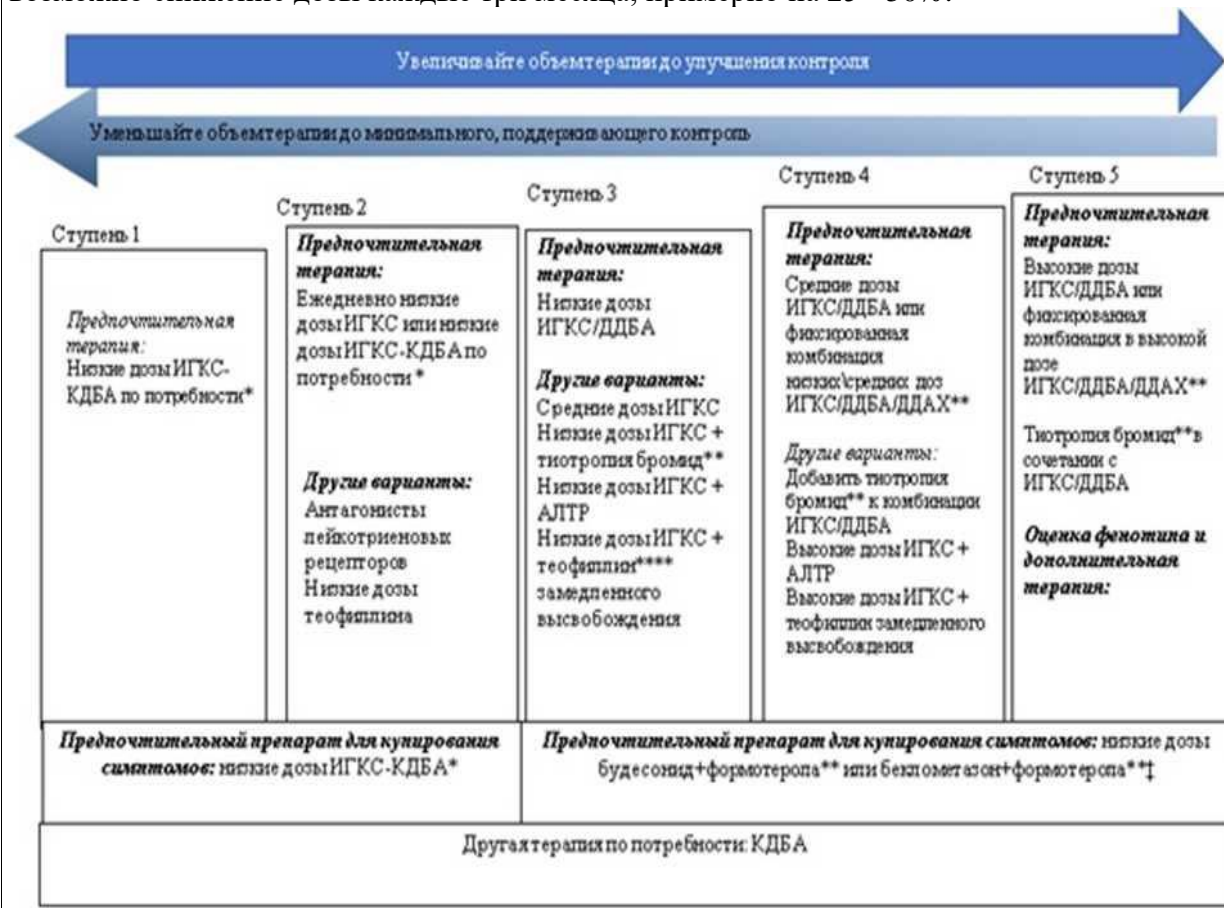 Увеличивайте объемтерапии до улучшения контроля
Уменьшайте объемтерапии до минимального, поддерживающего контроль
Ступень 1
Предпочтительная
терапия:
Низкие дозы ИГКС-
КДБА по потребности*
Ступень 2
Предпочтительная
терапия:
Ежедневно низкие
дозы ИГКС или низкие
дозы ИГКС-КДБА по
потребности *
Другие варианты:
Антагонисты
лейкотриеновых
рецепторов
Низкие дозы
теофиллина
Ступень 3
Предпочтительная
терапия:
Низкие дозы
ИГКС/ДДБА
Другие варианты:
Средние дозы ИГКС
Низкие дозы ИГКС +
тиотропия бромид**
Низкие дозы ИГКС +
АЛТР
Низкие дозы ИГКС +
теофиллин****
замедленного
высвобождения
Ступень 4
Предпочтительная
терапия:
Средние дозы
ИГКС/ДДБА или
фиксированная
комбинация
низких\средних доз
ИГКС/ДДБА/ДДАХ**
Другие варианты:
Добавить тиотропия
бромид** к комбинации
ИГКС/ДДБА
Высокие дозы ИГКС +
АЛТР
Высокие дозы ИГКС +
теофиллин замедленного
высвобождения
Ступень 5
Предпочтительная
терапия:
Высокие дозы
ИГКС/ДДБА или
фиксированная
комбинация в высокой
дозе
ИГКС/ДДБА/ДДАХ**
Тиотропия бромид** в
сочетании с
ИГКС/ДДБА
Оценка фенотипа и
дополнительная
терапия:
Предпочтительный препарат для купирования
симптомов: низкие дозы ИГКС-КДБА*
Предпочтительный препарат для купирования симптомов: низкие дозы
будесонид+формотерола** или беклометазон+формотерола**‡
Другая терапия по потребности: КДБА